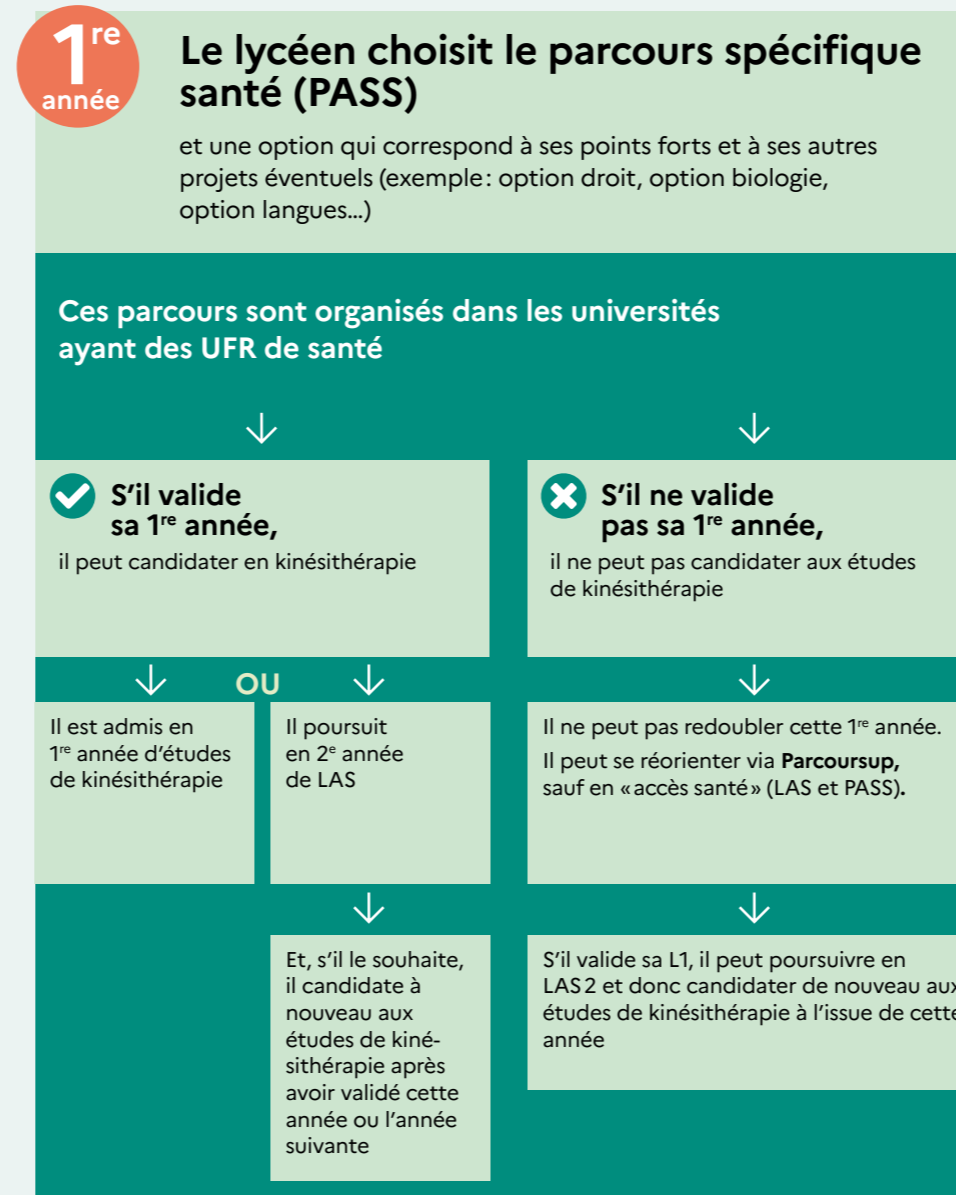 1re
année
Le lycéen choisit le parcours spécifique
santé (PASS)
et une option qui correspond à ses points forts et à ses autres
projets éventuels (exemple : option droit, option biologie,
option langues…)
Ces parcours sont organisés dans les universités
ayant des UFR de santé
S’il valide
sa 1re année,
il peut candidater en kinésithérapie
S’il ne valide
pas sa 1re année,
il ne peut pas candidater aux études
de kinésithérapie
OU
Il est admis en
1re année d’études
de kinésithérapie
Il poursuit
en 2e année
de LAS
Il ne peut pas redoubler cette 1re année.
Il peut se réorienter via Parcoursup,
sauf en «accès santé» (LAS et PASS).
Et, s’il le souhaite,
il candidate à
nouveau aux
études de kiné-
sithérapie après
avoir validé cette
année ou l’année
suivante
S’il valide sa L1, il peut poursuivre en
LAS 2 et donc candidater de nouveau aux
études de kinésithérapie à l’issue de cette
année